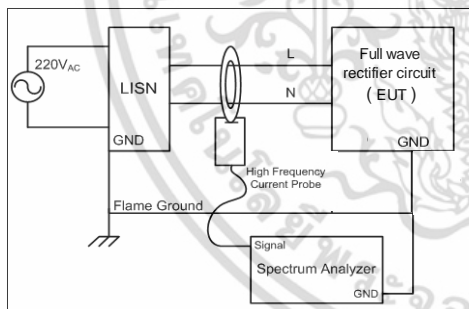 220VAC
LISN
GND
L
N
Full wave
rectifier circuit
( EUT )
GND
High Frequency
Current Probe
Flame Ground
Signal
Spectrum Analyzer
GND